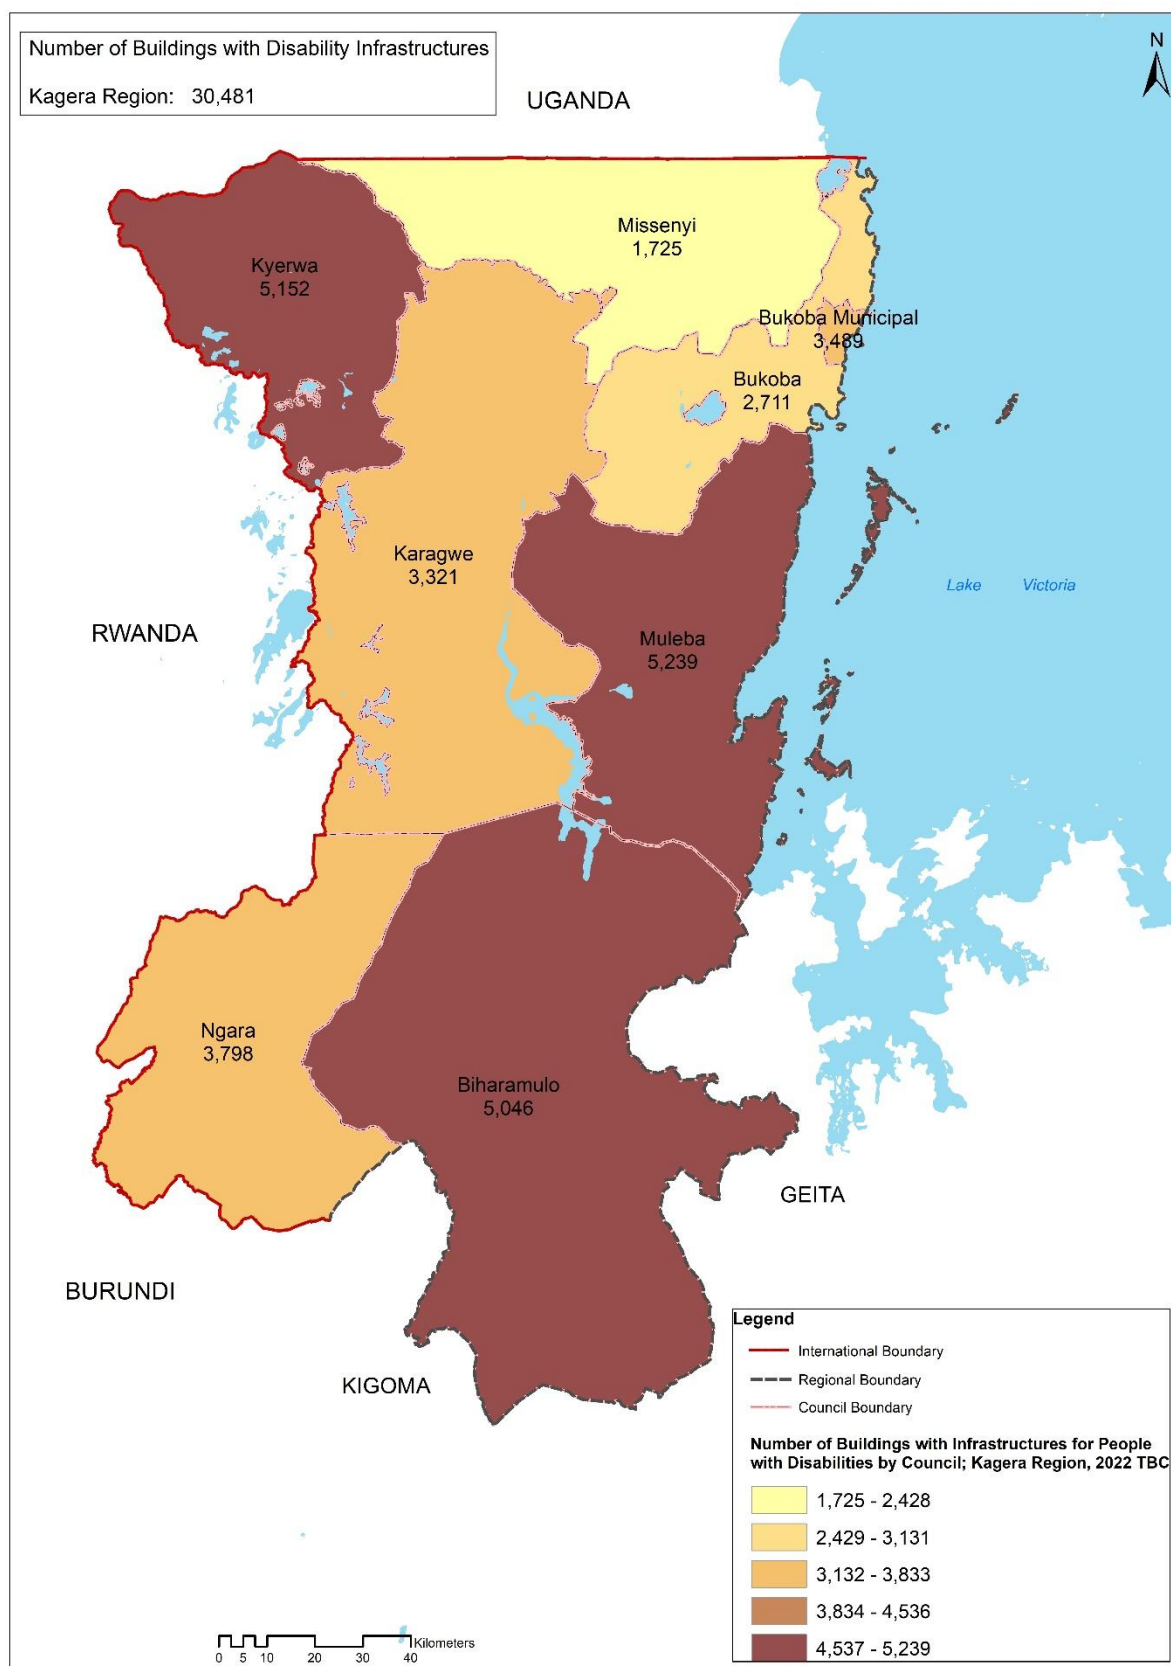 Number of Buildings with Disability Infrastructures
Kagera Region: 30,481
N
UGANDA
Missenyi
1,725
Kyerwa
5,152
Bukoba Municipal
3,489
Bukoba
2,711
Karagwe
3,321
Lake Victoria
RWANDA
Muleba
5,239
Ngara
3,798
Biharamulo
5,046
GEITA
BURUNDI
KIGOMA
Legend
International Boundary
Regional Boundary
Council Boundary
Number of Buildings with Infrastructures for People
with Disabilities by Council; Kagera Region, 2022 TBC
1,725 - 2,428
2,429 - 3,131
3,132 - 3,833
3,834 - 4,536
4,537 - 5,239
Kilometers
0 5 10 20 30 40